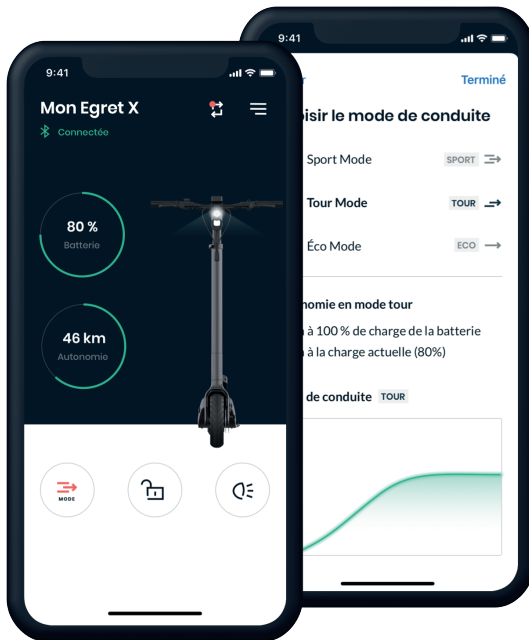 9:41
Mon Egret X
Connectée
80 %
Batterie
46 km
Autonomie
MODE
9:41
Terminé
oisir le mode de conduite
Sport Mode
SPORT
Tour Mode
TOUR
Éco Mode
ECO
nomie en mode tour
à 100 % de charge de la batterie
à la charge actuelle (80%)
de conduite TOUR